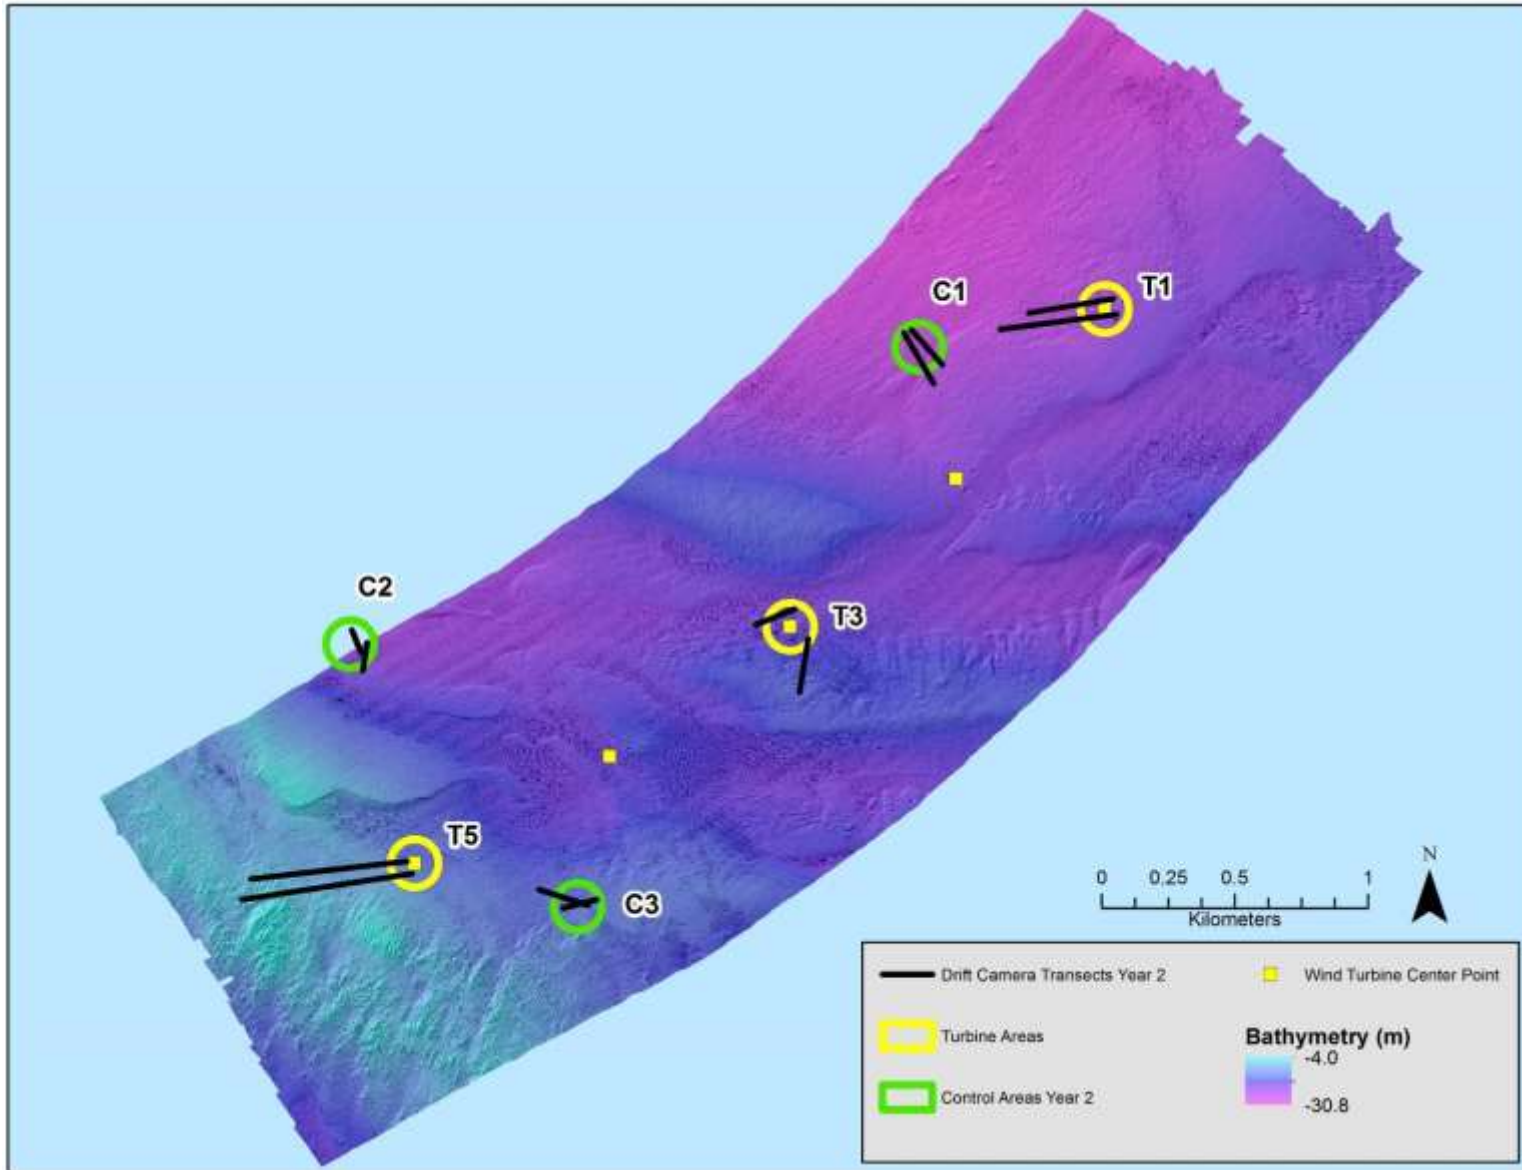 T1
C1
C2
T3
T5
C3
N
0 0.25 0.5 1
Kilometers
Drift Camera Transects Year 2
Wind Turbine Center Point
Turbine Areas
Bathymetry (m)
-4.0
Control Areas Year 2
-30.8